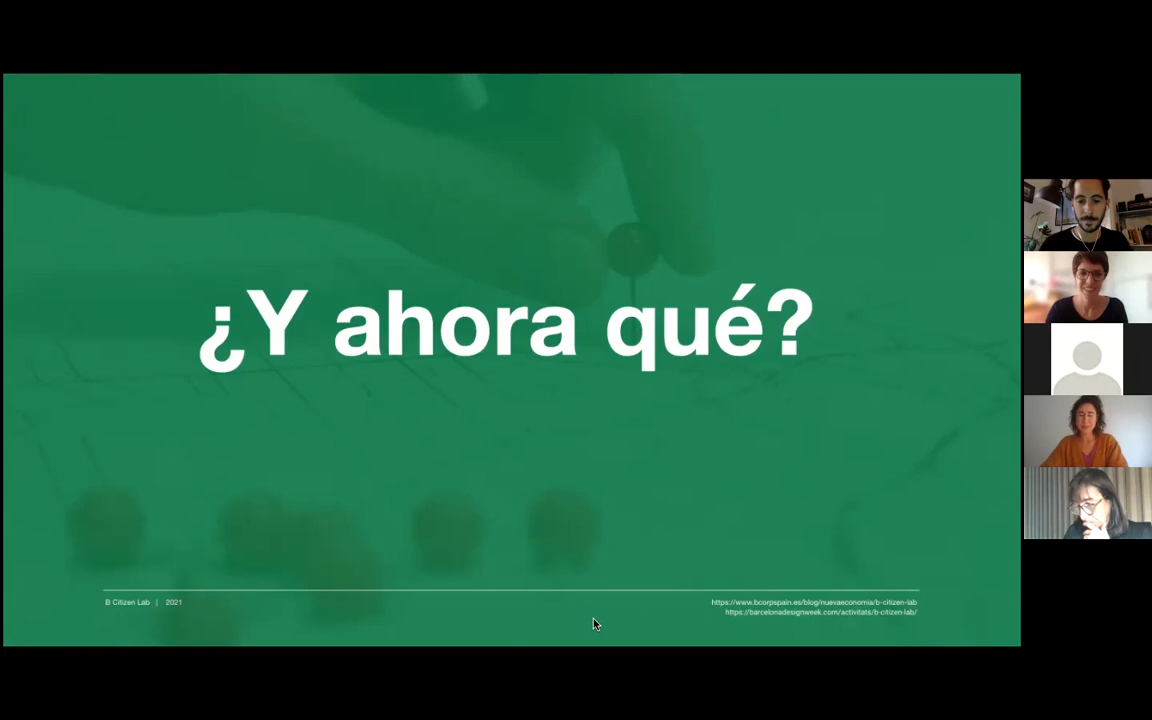 ¿Y ahora qué?
B Citizen Lab | 2021
https://www.bcorpspain.es/blog/nuevaeconomia/b-citizen-lab
https://barcelonadesignweek.com/activitats/b-citizen-lab/